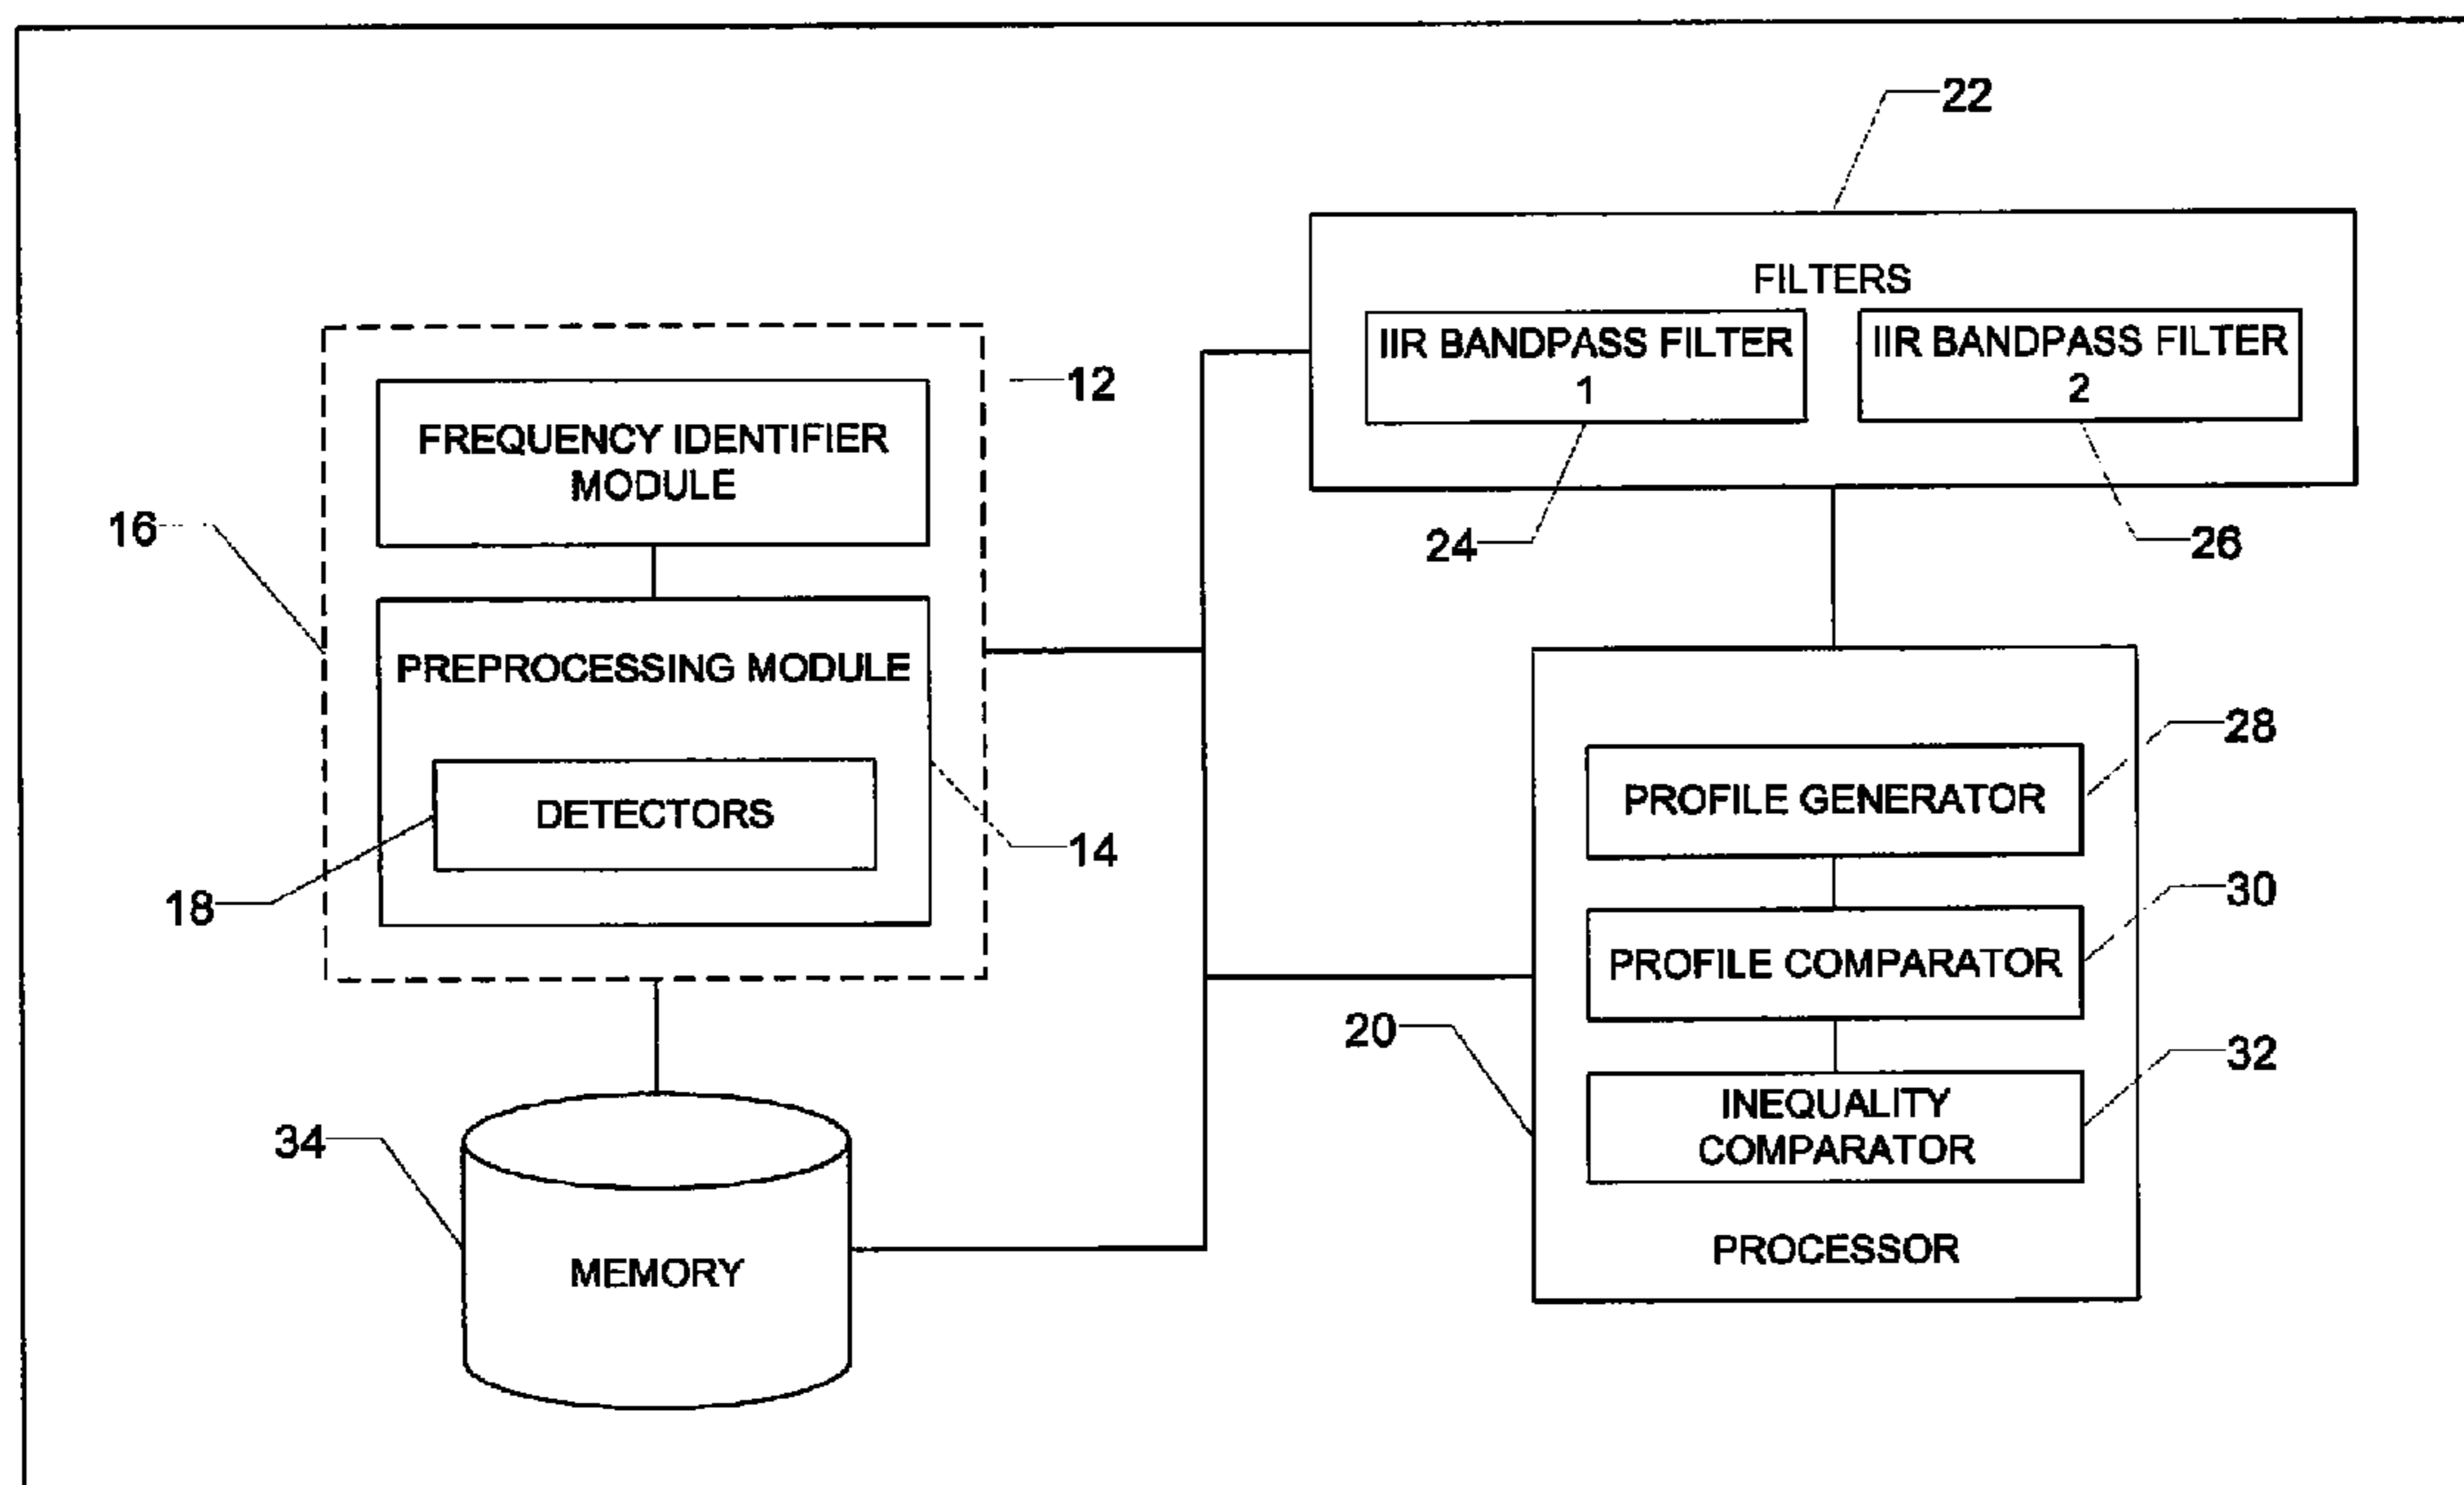 22
FILTERS
IIR BANDPASS FILTER
1
IIR BANDPASS FILTER
2
24
26
12
FREQUENCY IDENTIFIER
MODULE
16
PREPROCESSING MODULE
DETECTORS
14
18
28
PROFILE GENERATOR
30
PROFILE COMPARATOR
20
32
INEQUALITY
COMPARATOR
PROCESSOR
34
MEMORY